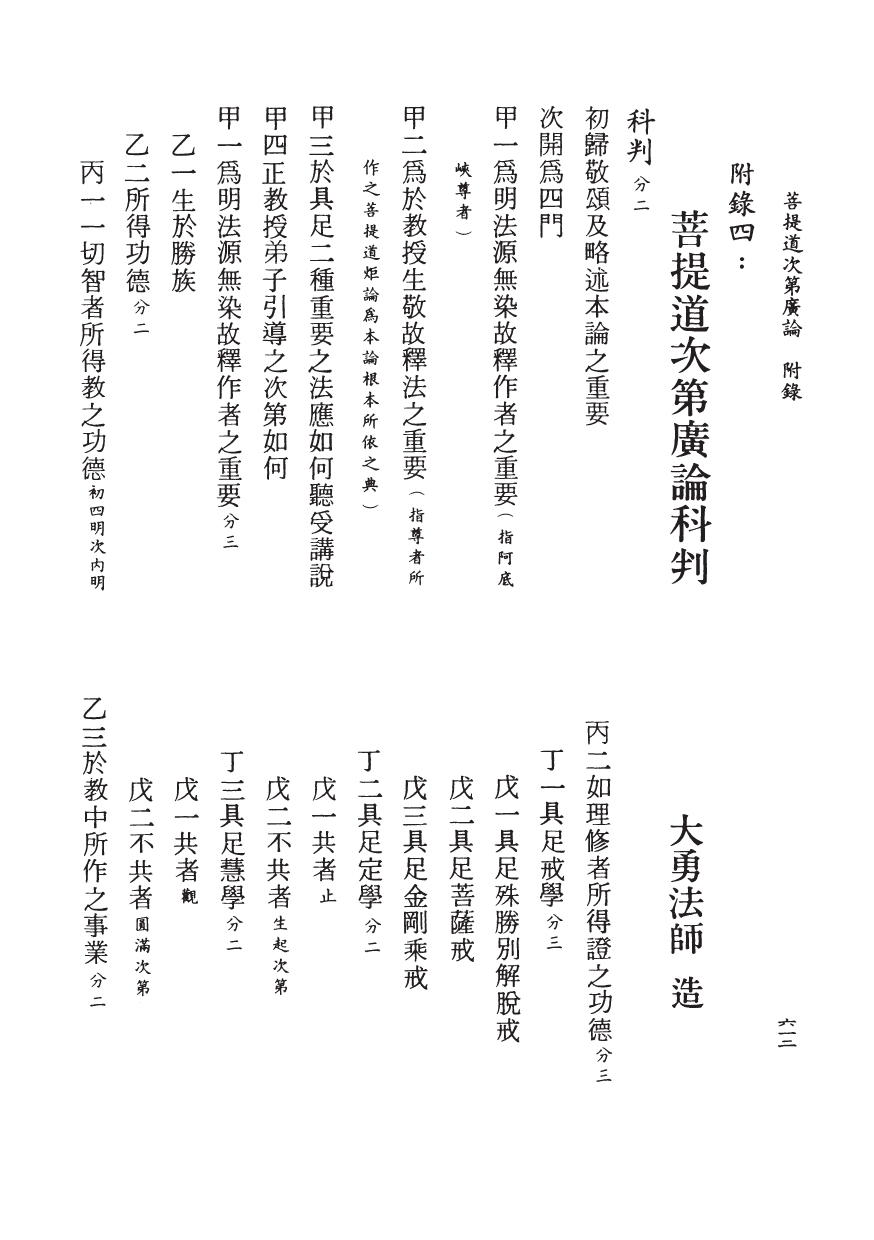 菩提道次第廣論　附錄
六一二
附錄四：
菩提道次第廣論科判
大勇法師　造
科判 分二
初歸敬頌及略述本論之重要
次開爲四門
甲一爲明法源無染故釋作者之重要（指阿底
峽尊者）
甲二爲於教授生敬故釋法之重要（指尊者所
作之菩提道炬論爲本論根本所依之典）
甲三於具足二種重要之法應如何聽受講說
甲四正教授弟子引導之次第如何
甲一爲明法源無染故釋作者之重要 分三
乙一生於勝族
乙二所得功德 分二
丙一一切智者所得教之功德 初四明次內明
丙二如理修者所得證之功德 分三
丁一具足戒學 分三
戊一具足殊勝別解脫戒
戊二具足菩薩戒
戊三具足金剛乘戒
丁二具足定學 分二
戊一共者 止
戊二不共者 生起次第
丁三具足慧學 分二
戊一共者 觀
戊二不共者 圓滿次第
乙三於教中所作之事業 分二